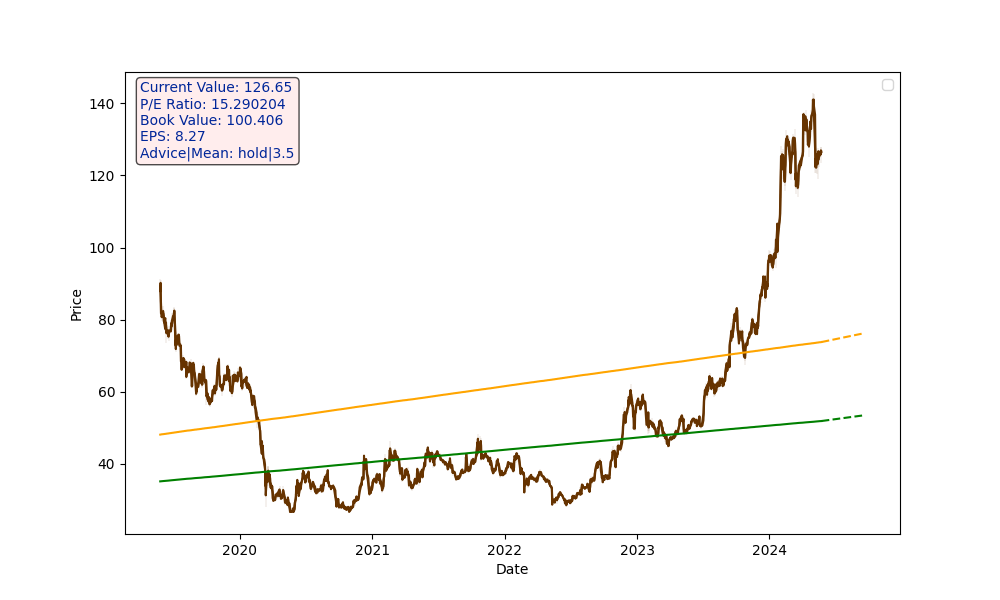 Current Value: 126.65
P/E Ratio: 15.290204
Book Value: 100.406
EPS: 8.27
Advice|Mean: hold|3.5
140
120
100
80
60
40
Price
2020
2021
2022
2023
2024
Date